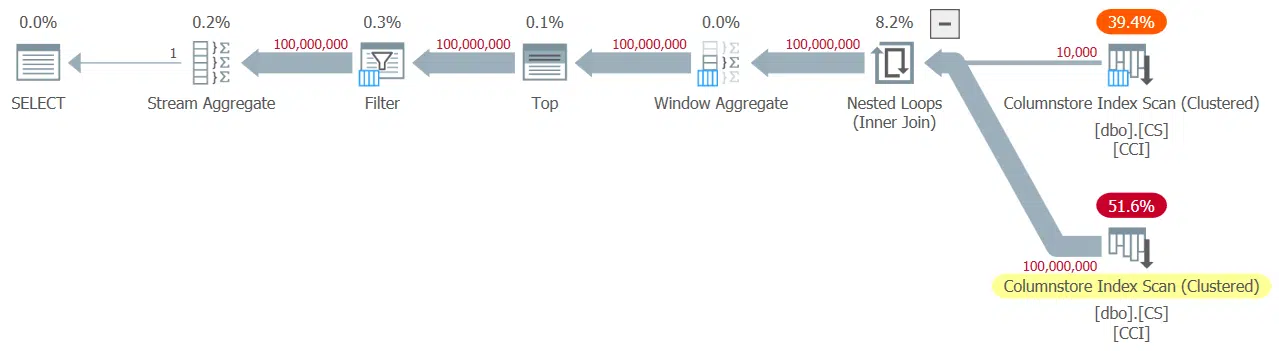 0.0%
0.2%
0.3%
0.1%
0.0%
8.2%
39.4%
1
100,000,000
100,000,000
100,000,000
100,000,000
10,000
SELECT
Stream Aggregate
Filter
Top
Window Aggregate
Nested Loops
(Inner Join)
Columnstore Index Scan (Clustered)
[dbo].[CS]
[CCI]
51.6%
100,000,000
Columnstore Index Scan (Clustered)
[dbo].[CS]
[CCI]